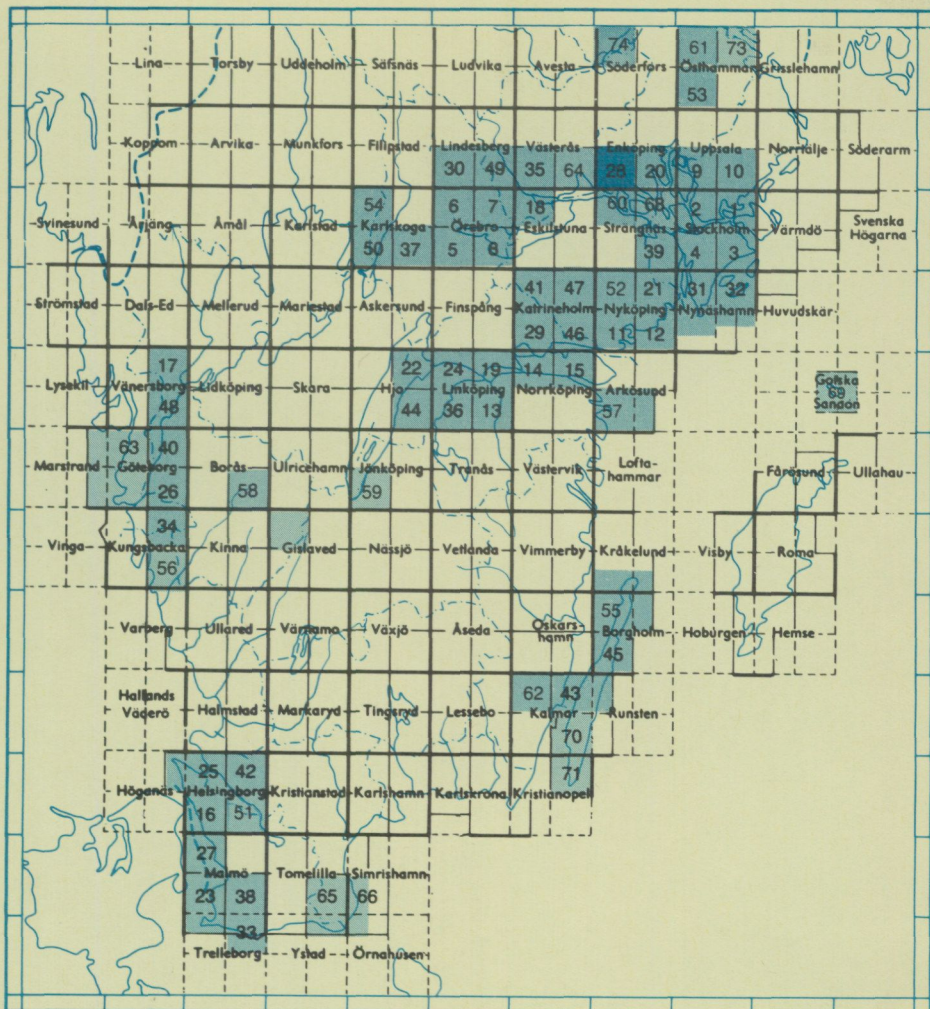 74 61 73
Lina Torsby Uddeholm Säfsnäs Ludvika Avesta Söderfors Östhammar Grisslehamn
53
Koppom Arvika Munkfors Filipstad Lindesberg Västerås Enköping Uppsala Norrtälje Söderarm
30 49 35 64 28 20 9 10
54 6 7 18 60 68 2 1
Svinesund Årjäng Åmål Karlstad Karlskoga Örebro Eskilstuna Strängnäs Stockholm Värmdö Svenska Högarna
50 37 5 8 39 4 3
41 47 52 21 31 32
Strömstad Dals-Ed Mellerud Mariestad Askersund Finspång Katrineholm Nyköping Nynäshamn Huvudskär
29 46 11 12
17 22 24 19 14 15
Lysekil Vänersborg Lidköping Skara Hjo Linköping Norrköping Arkösund Gotska Sandön
48 44 36 13 57
63 40
Marstrand Göteborg Borås Ulricehamn Jönköping Tranås Västervik Lofta-hammar Fårösund Ullahau
26 58 59
34
Vinga Kungsbacka Kinna Gislaved Nässjö Vetlanda Vimmerby Kråkelund Visby Roma
56
55
Varberg Ullared Värnamo Växjö Åseda Oskars-hamn Borgholm Hoburgen Hemse
45
62 43
Hallands Väderö Halmstad Markaryd Tingsryd Lessebo Kalmar Runsten
70
25 42 71
Höganäs Helsingborg Kristianstad Karlshamn Karlskrona Kristianopel
16 51
27
Malmö Tomelilla Simrishamn
23 38 65 66
33
Trelleborg Ystad Örnahusen